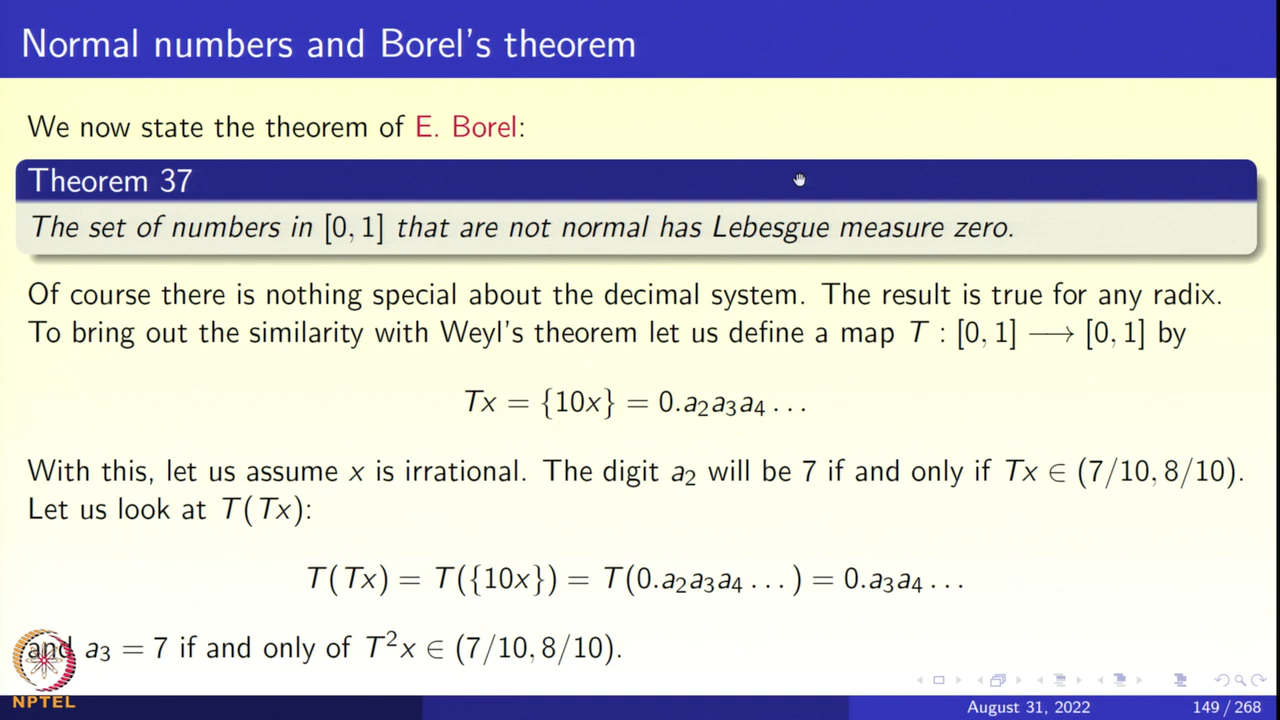 Normal numbers and Borel's theorem
We now state the theorem of E. Borel:
Theorem 37
The set of numbers in [0, 1] that are not normal has Lebesgue measure zero.
Of course there is nothing special about the decimal system. The result is true for any radix.
To bring out the similarity with Weyl's theorem let us define a map T : [0, 1] ⟶ [0, 1] by
Tx = {10x} = 0.a₂a₃a₄ . . .
With this, let us assume x is irrational. The digit a₂ will be 7 if and only if Tx ∈ (7/10, 8/10).
Let us look at T(Tx):
T(Tx) = T({10x}) = T(0.a₂a₃a₄ . . .) = 0.a₃a₄ . . .
and a₃ = 7 if and only of T²x ∈ (7/10, 8/10).
NPTEL
August 31, 2022 149 / 268